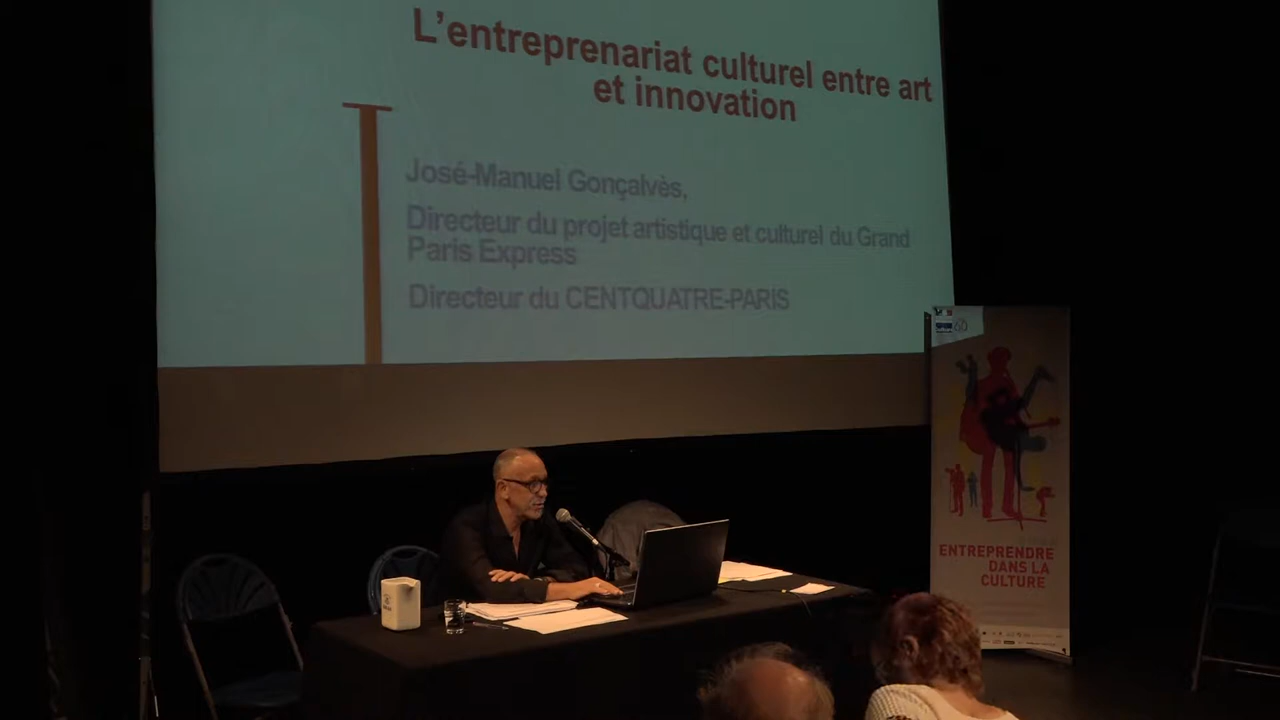 L'entreprenariat culturel entre art
et innovation
José-Manuel Gonçalvès,
Directeur du projet artistique et culturel du Grand
Paris Express
Directeur du CENTQUATRE-PARIS
ENTREPRENDRE
DANS LA
CULTURE